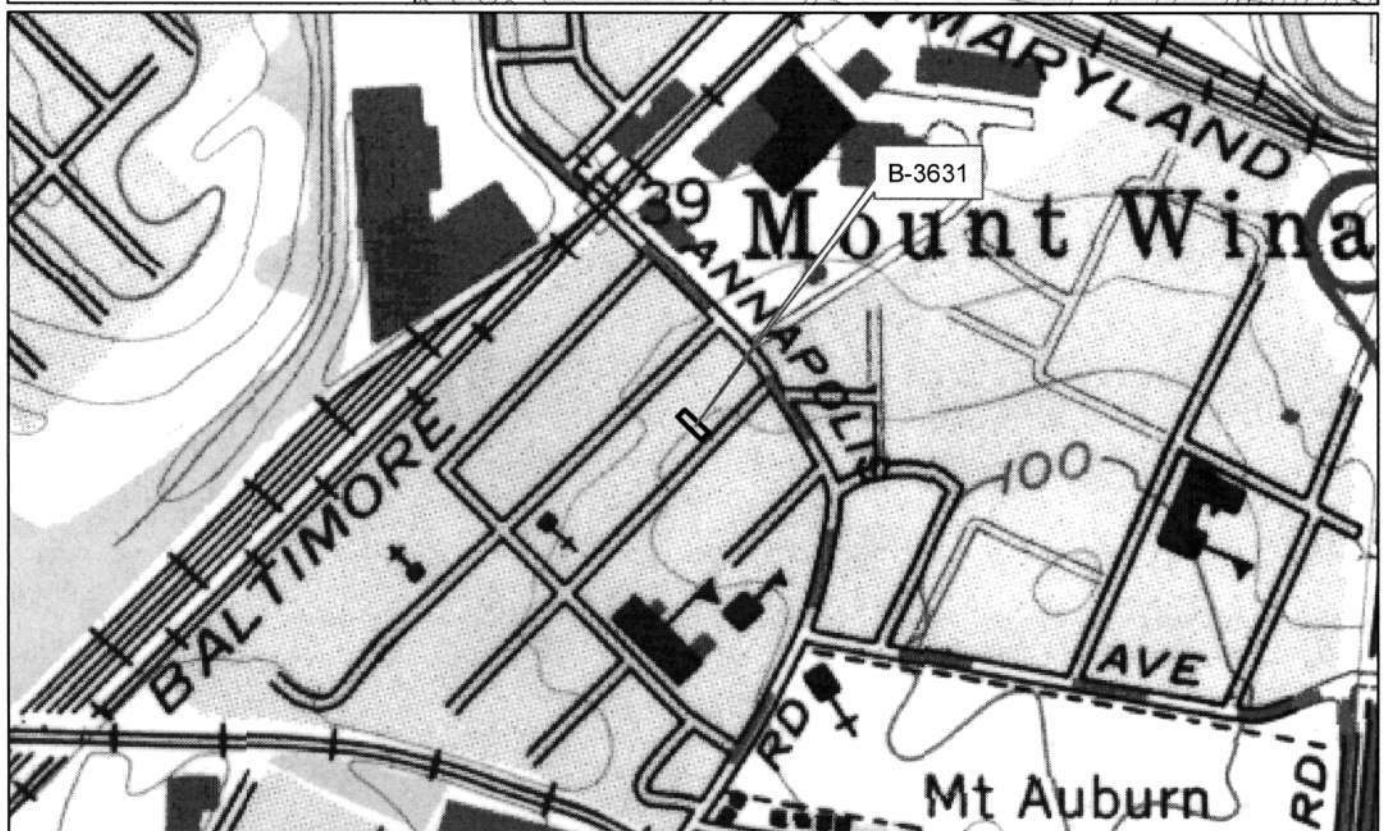 MARYLAND
B-3631
39
Mount Wina
ANNAPOLIS
BALTIMORE
100
AVE
RD
Mt Auburn
RD